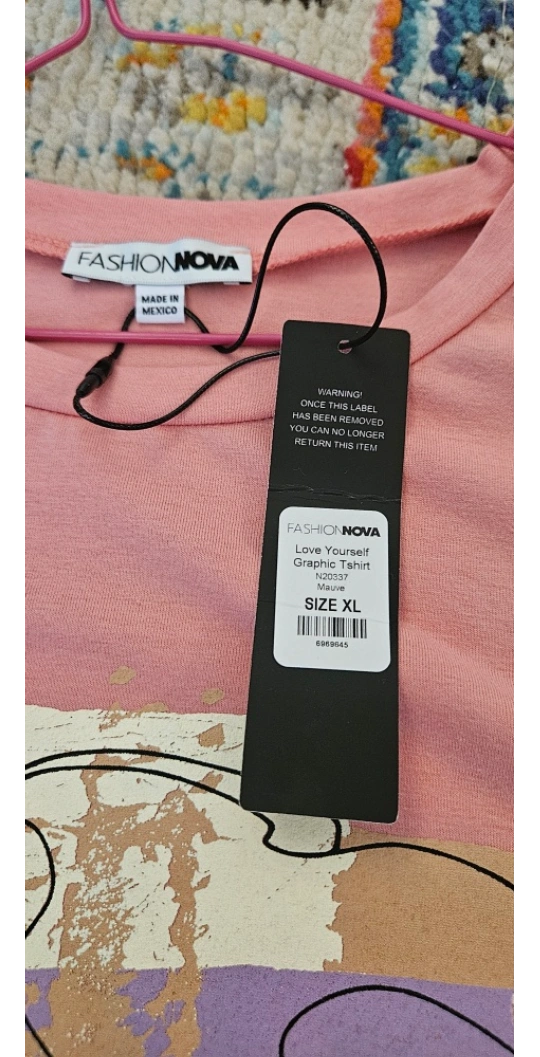 FASHIONNOVA
MADE IN
MEXICO
WARNING!
ONCE THIS LABEL
HAS BEEN REMOVED
YOU CAN NO LONGER
RETURN THIS ITEM
FASHIONNOVA
Love Yourself
Graphic Tshirt
N20337
Mauve
SIZE XL
6969645